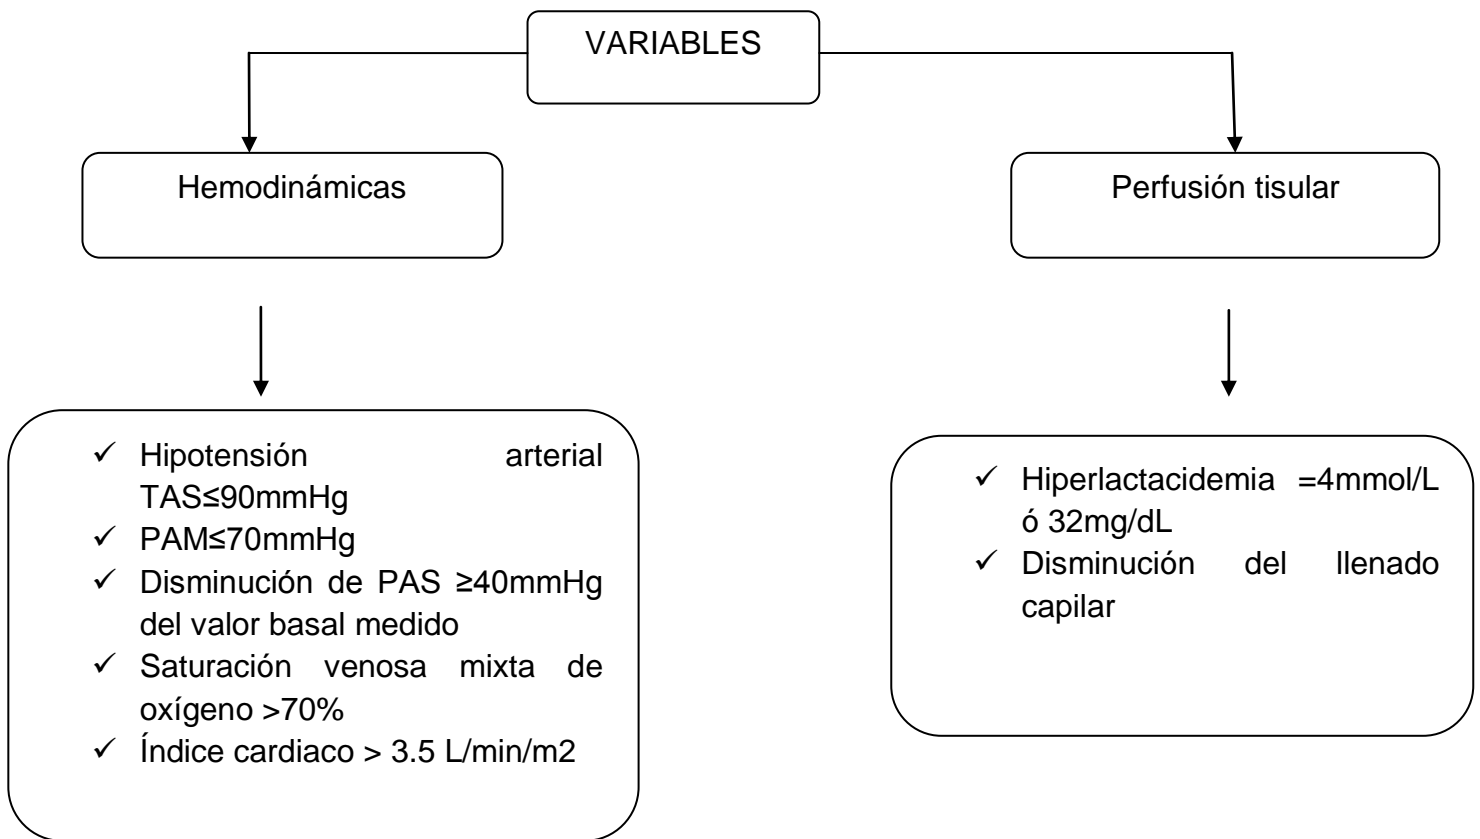 VARIABLES
Hemodinámicas
Perfusión tisular
✓ Hipotensión arterial
TAS≤90mmHg
✓ PAM≤70mmHg
✓ Disminución de PAS ≥40mmHg
del valor basal medido
✓ Saturación venosa mixta de
oxígeno >70%
✓ Índice cardiaco > 3.5 L/min/m2
✓ Hiperlactacidemia =4mmol/L
ó 32mg/dL
✓ Disminución del llenado
capilar